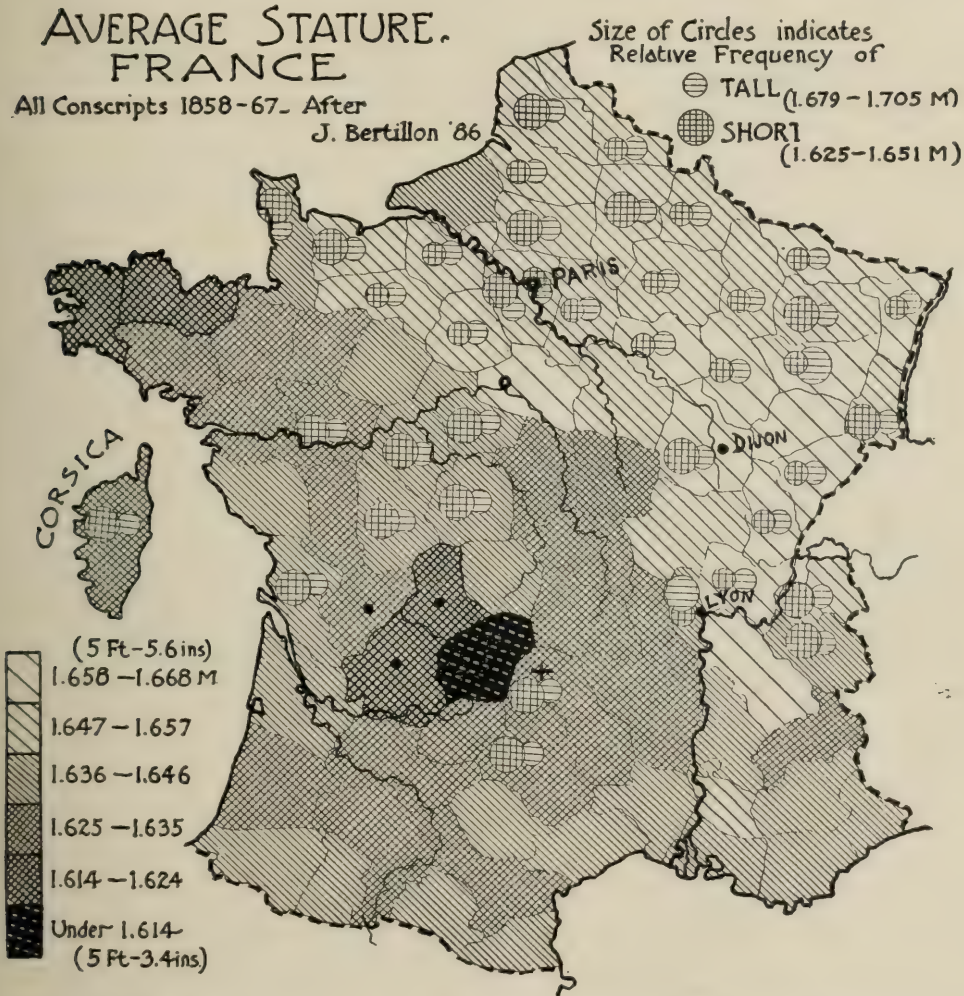 AVERAGE STATURE.
FRANCE
All Conscripts 1858-67_ After
J. Bertillon '86
Size of Circles indicates
Relative Frequency of
TALL (1.679 - 1.705 M)
SHORT
(1.625-1.651 M)
PARIS
DIJON
CORSICA
LYON
(5 Ft-5.6 ins)
1.658 -1.668 M
1.647 -1.657
1.636 -1.646
1.625 -1.635
1.614 -1.624
Under 1.614
(5 Ft-3.4 ins.)